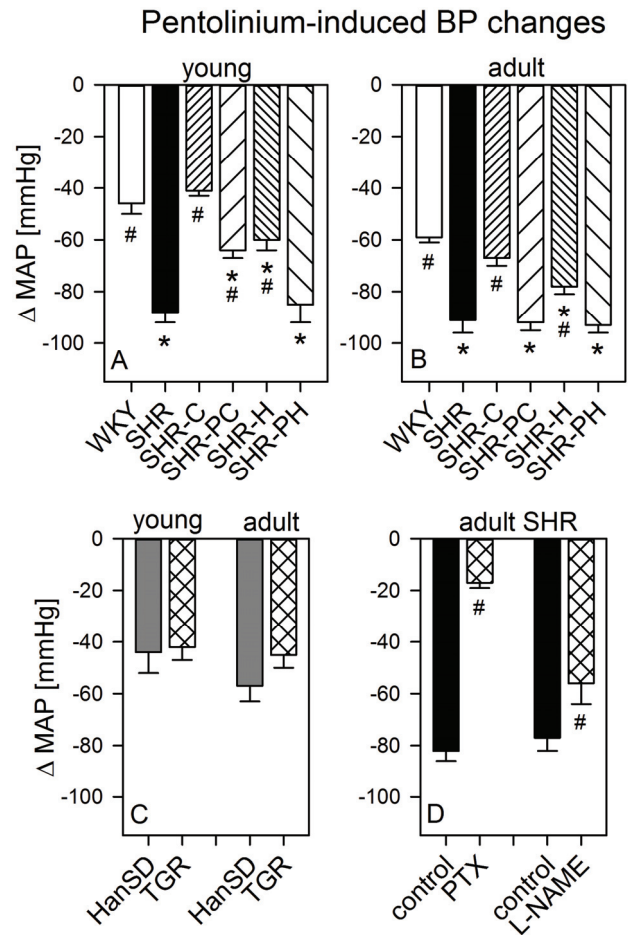 Pentolinium-induced BP changes
young
adult
Δ MAP [mmHg]
0
-20
-40
-60
-80
-100
#
*
#
*
#
*
#
*
A
WKY
SHR
SHR-C
SHR-PC
SHR-H
SHR-PH
0
-20
-40
-60
-80
-100
#
*
#
*
*
#
*
B
WKY
SHR
SHR-C
SHR-PC
SHR-H
SHR-PH
young
adult
Δ MAP [mmHg]
0
-20
-40
-60
-80
-100
C
HanSD
TGR
HanSD
TGR
adult SHR
0
-20
-40
-60
-80
-100
#
#
D
control
PTX
control
L-NAME